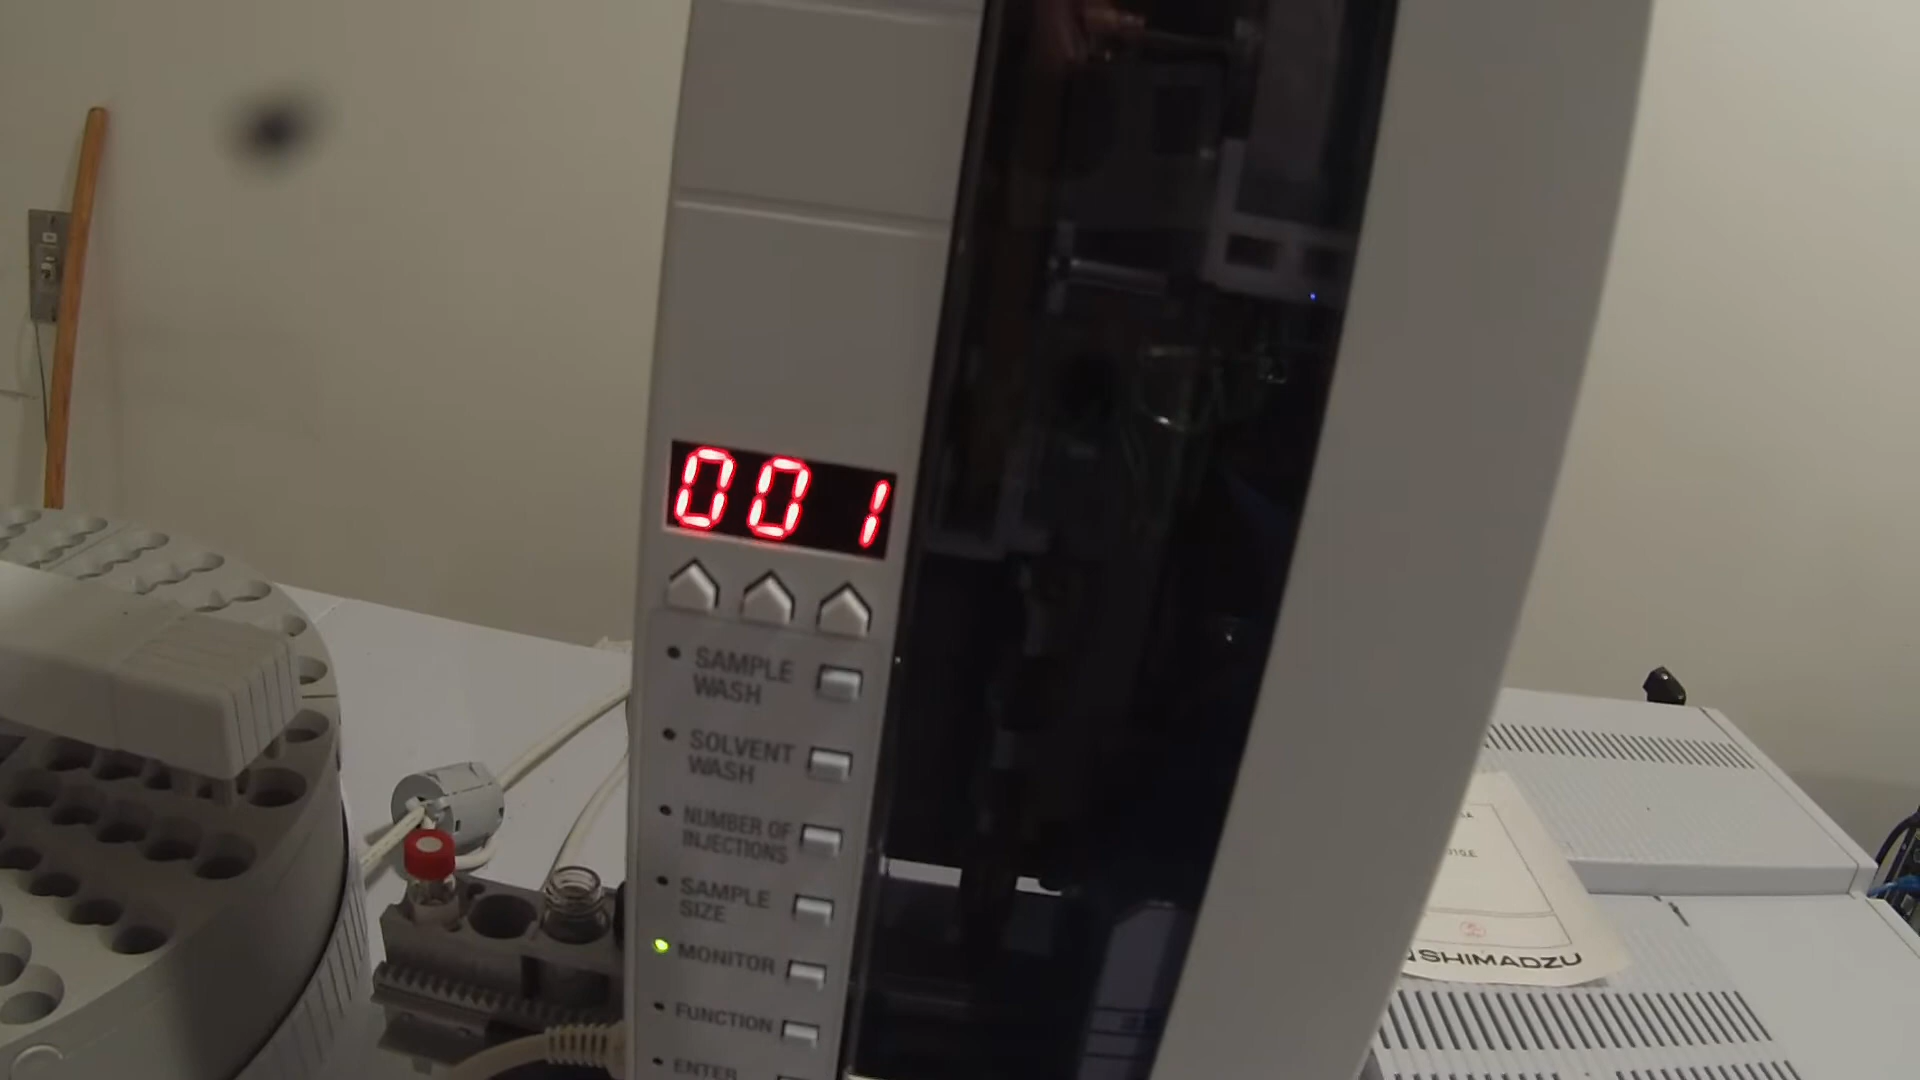 001
SAMPLE
WASH
SOLVENT
WASH
NUMBER OF
INJECTIONS
SAMPLE
SIZE
MONITOR
FUNCTION
ENTER
SHIMADZU